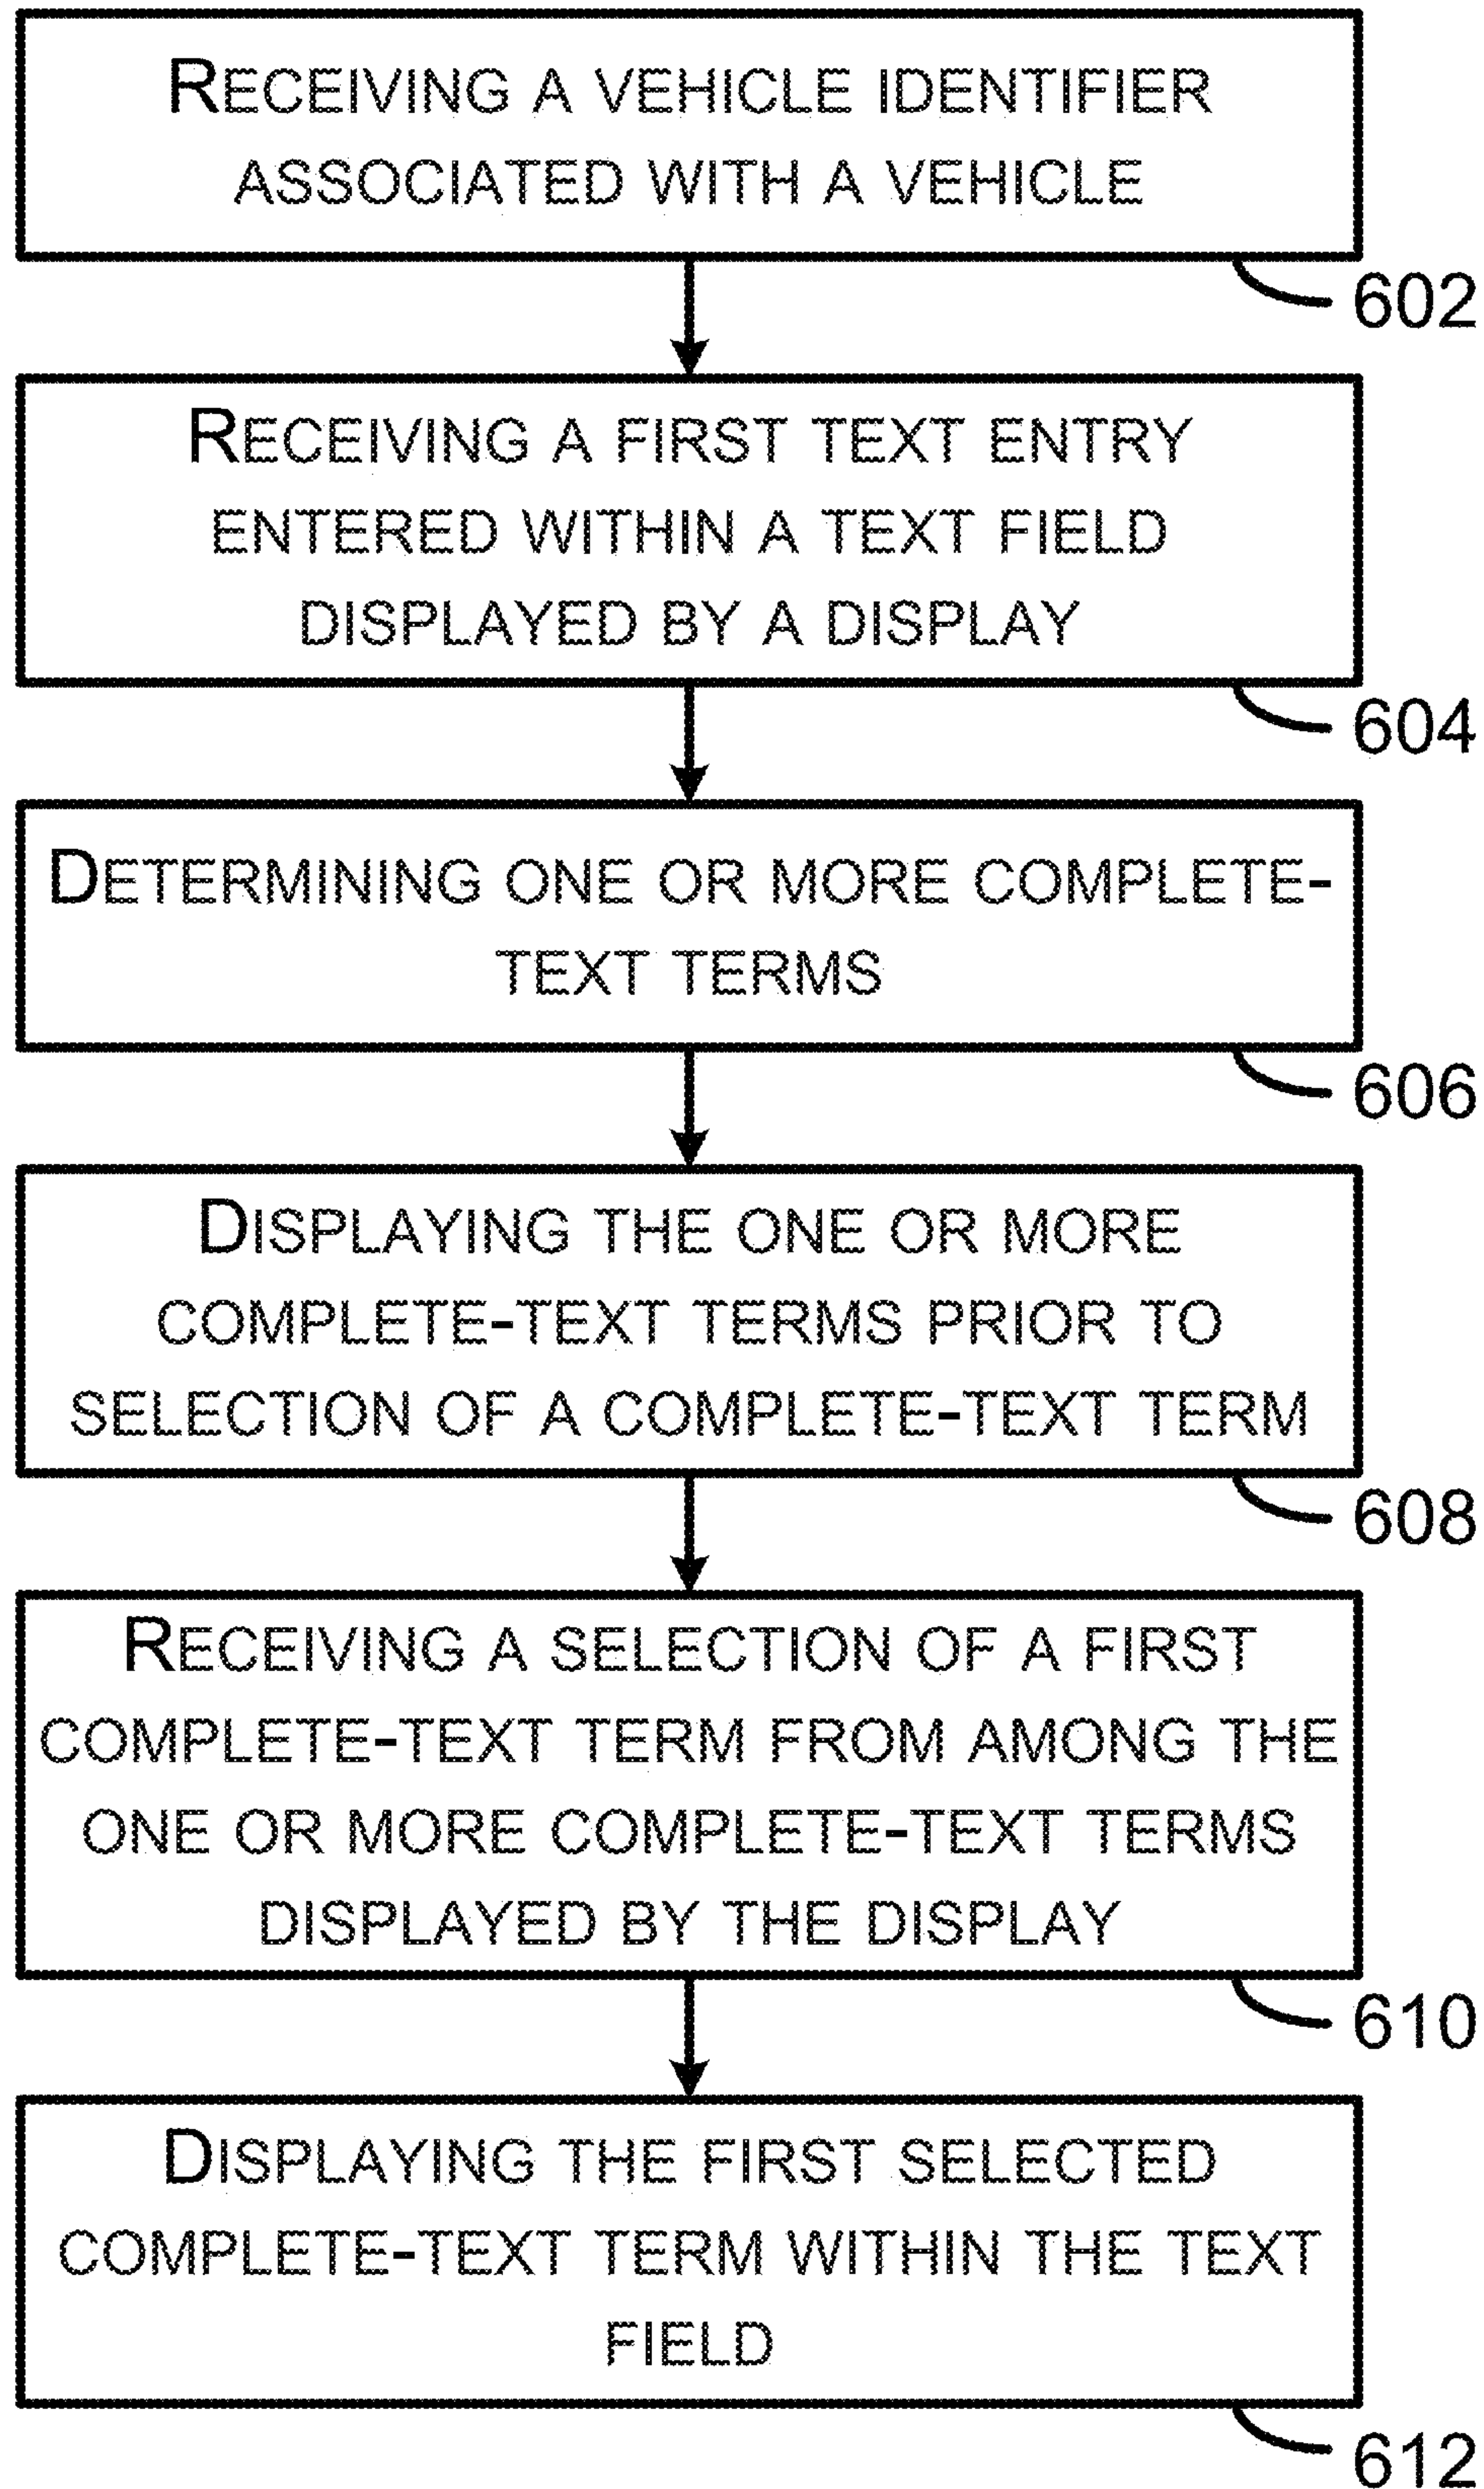 RECEIVING A VEHICLE IDENTIFIER
ASSOCIATED WITH A VEHICLE
602
RECEIVING A FIRST TEXT ENTRY
ENTERED WITHIN A TEXT FIELD
DISPLAYED BY A DISPLAY
604
DETERMINING ONE OR MORE COMPLETE-
TEXT TERMS
606
DISPLAYING THE ONE OR MORE
COMPLETE-TEXT TERMS PRIOR TO
SELECTION OF A COMPLETE-TEXT TERM
608
RECEIVING A SELECTION OF A FIRST
COMPLETE-TEXT TERM FROM AMONG THE
ONE OR MORE COMPLETE-TEXT TERMS
DISPLAYED BY THE DISPLAY
610
DISPLAYING THE FIRST SELECTED
COMPLETE-TEXT TERM WITHIN THE TEXT
FIELD
612